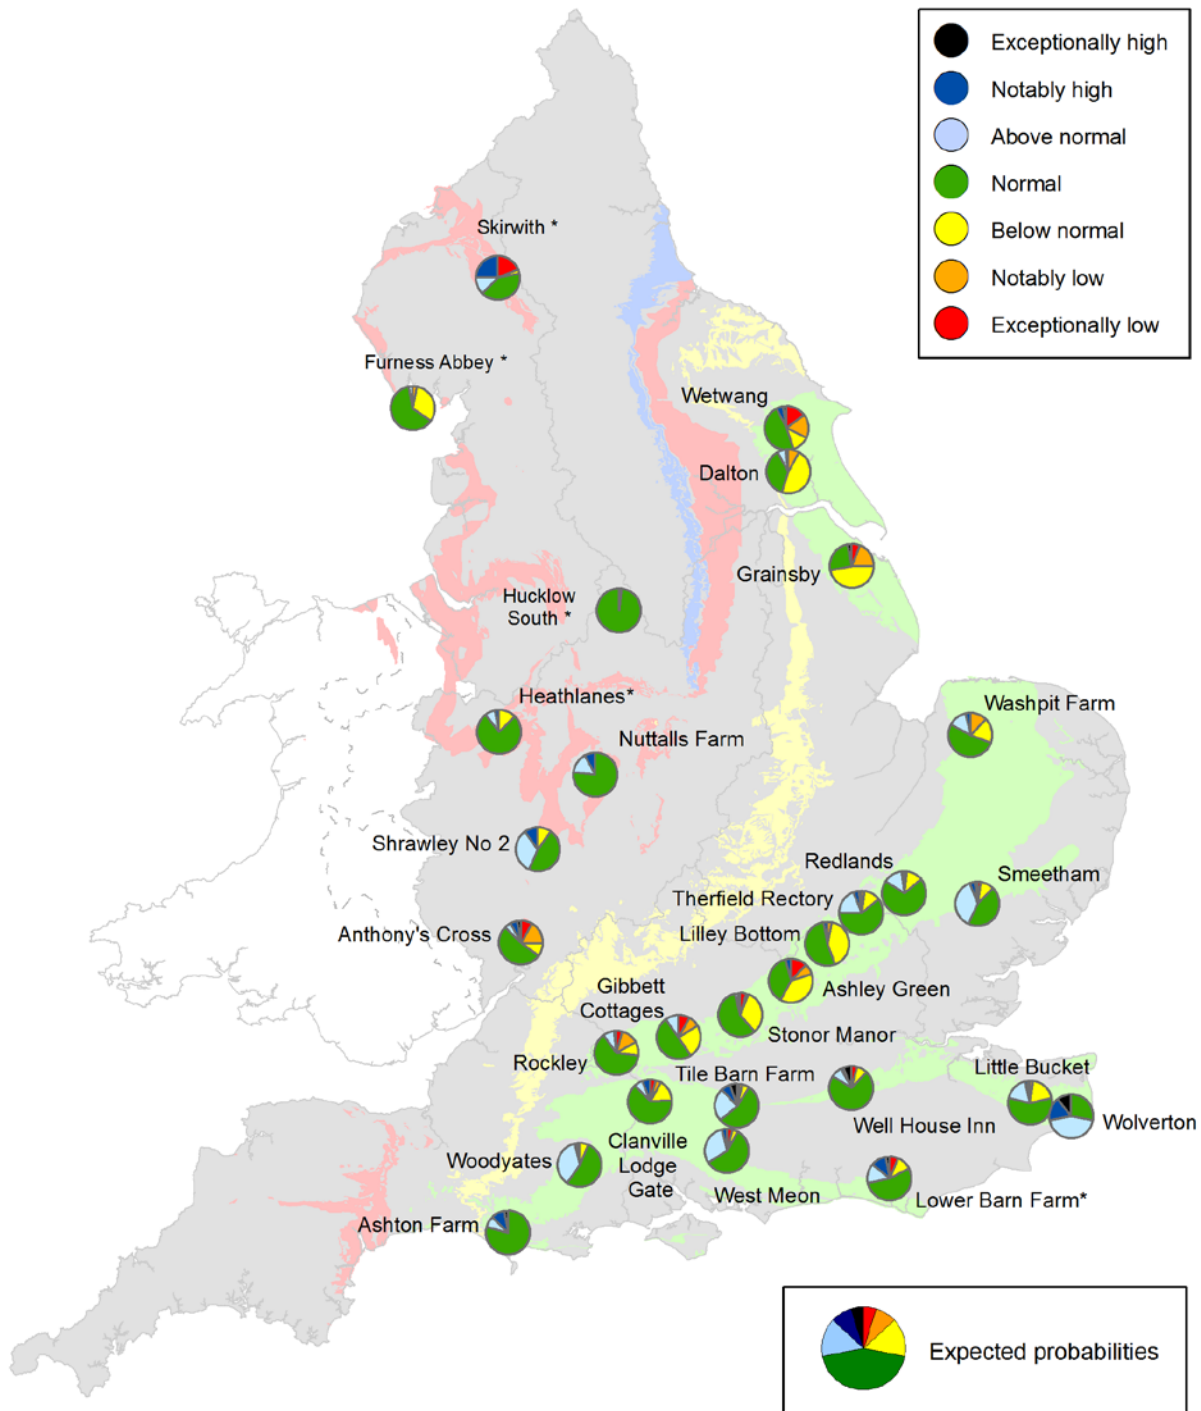 Exceptionally high
Notably high
Above normal
Normal
Below normal
Notably low
Exceptionally low
Skirwith *
Furness Abbey *
Wetwang
Dalton
Grainsby
Hucklow
South *
Heathlanes*
Washpit Farm
Nuttalls Farm
Shrawley No 2
Redlands
Smeetham
Therfield Rectory
Anthony's Cross
Lilley Bottom
Gibbett
Cottages
Ashley Green
Stonor Manor
Rockley
Tile Barn Farm
Little Bucket
Well House Inn
Wolverton
Clanville
Lodge
Gate
Woodyates
West Meon
Lower Barn Farm*
Ashton Farm
Expected probabilities